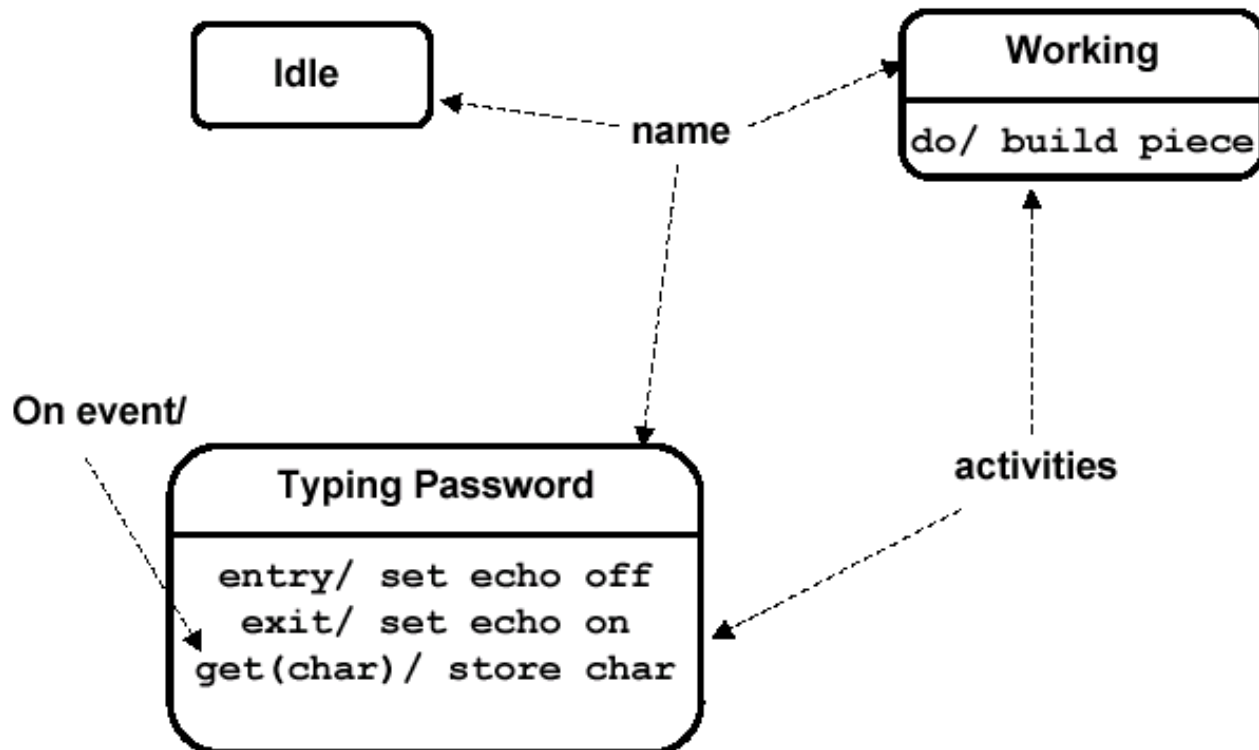 Idle
Working
name
do/ build piece
On event/
activities
Typing Password
entry/ set echo off
exit/ set echo on
get(char)/ store char